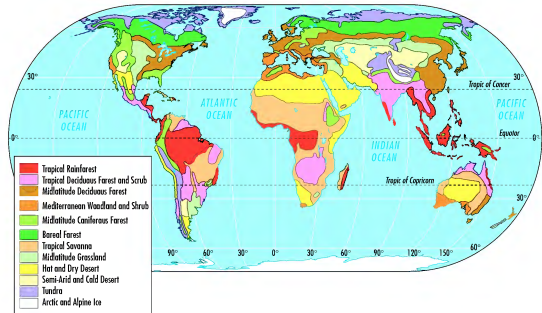 30°
30°
Tropic of Cancer
PACIFIC
OCEAN
ATLANTIC
OCEAN
PACIFIC
OCEAN
0°
INDIAN
OCEAN
Equator
0°
Tropical Rainforest
Tropical Deciduous Forest and Scrub
Midlatitude Deciduous Forest
Mediterranean Woodland and Shrub
Midlatitude Coniferous Forest
Boreal Forest
Tropical Savanna
Midlatitude Grassland
Hot and Dry Desert
Semi-Arid and Cold Desert
Tundra
Arctic and Alpine Ice
Tropic of Capricorn
30°
90° 60° 30° 0° 30° 60° 90° 120° 150° 60°